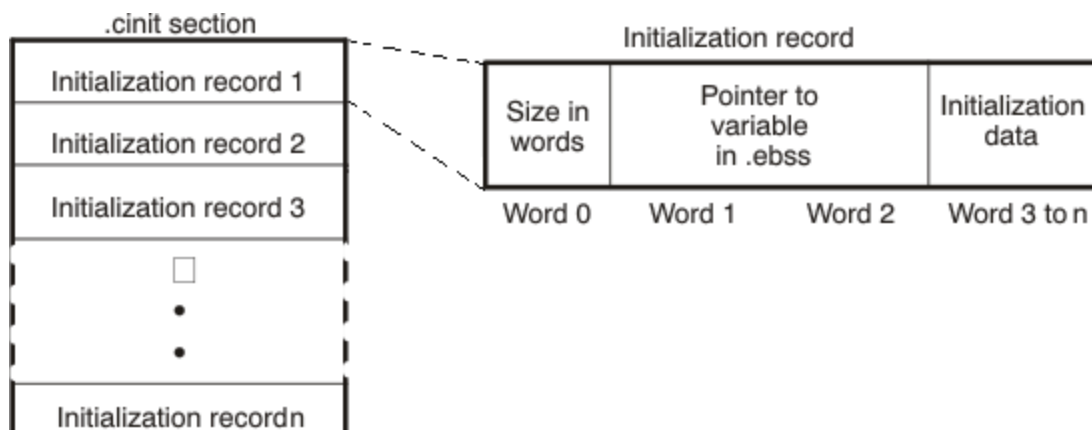 .cinit section
Initialization record 1
Initialization record 2
Initialization record 3
•
•
Initialization recordn
Initialization record
Size in
words
Pointer to
variable
in .ebss
Initialization
data
Word 0
Word 1
Word 2
Word 3 to n